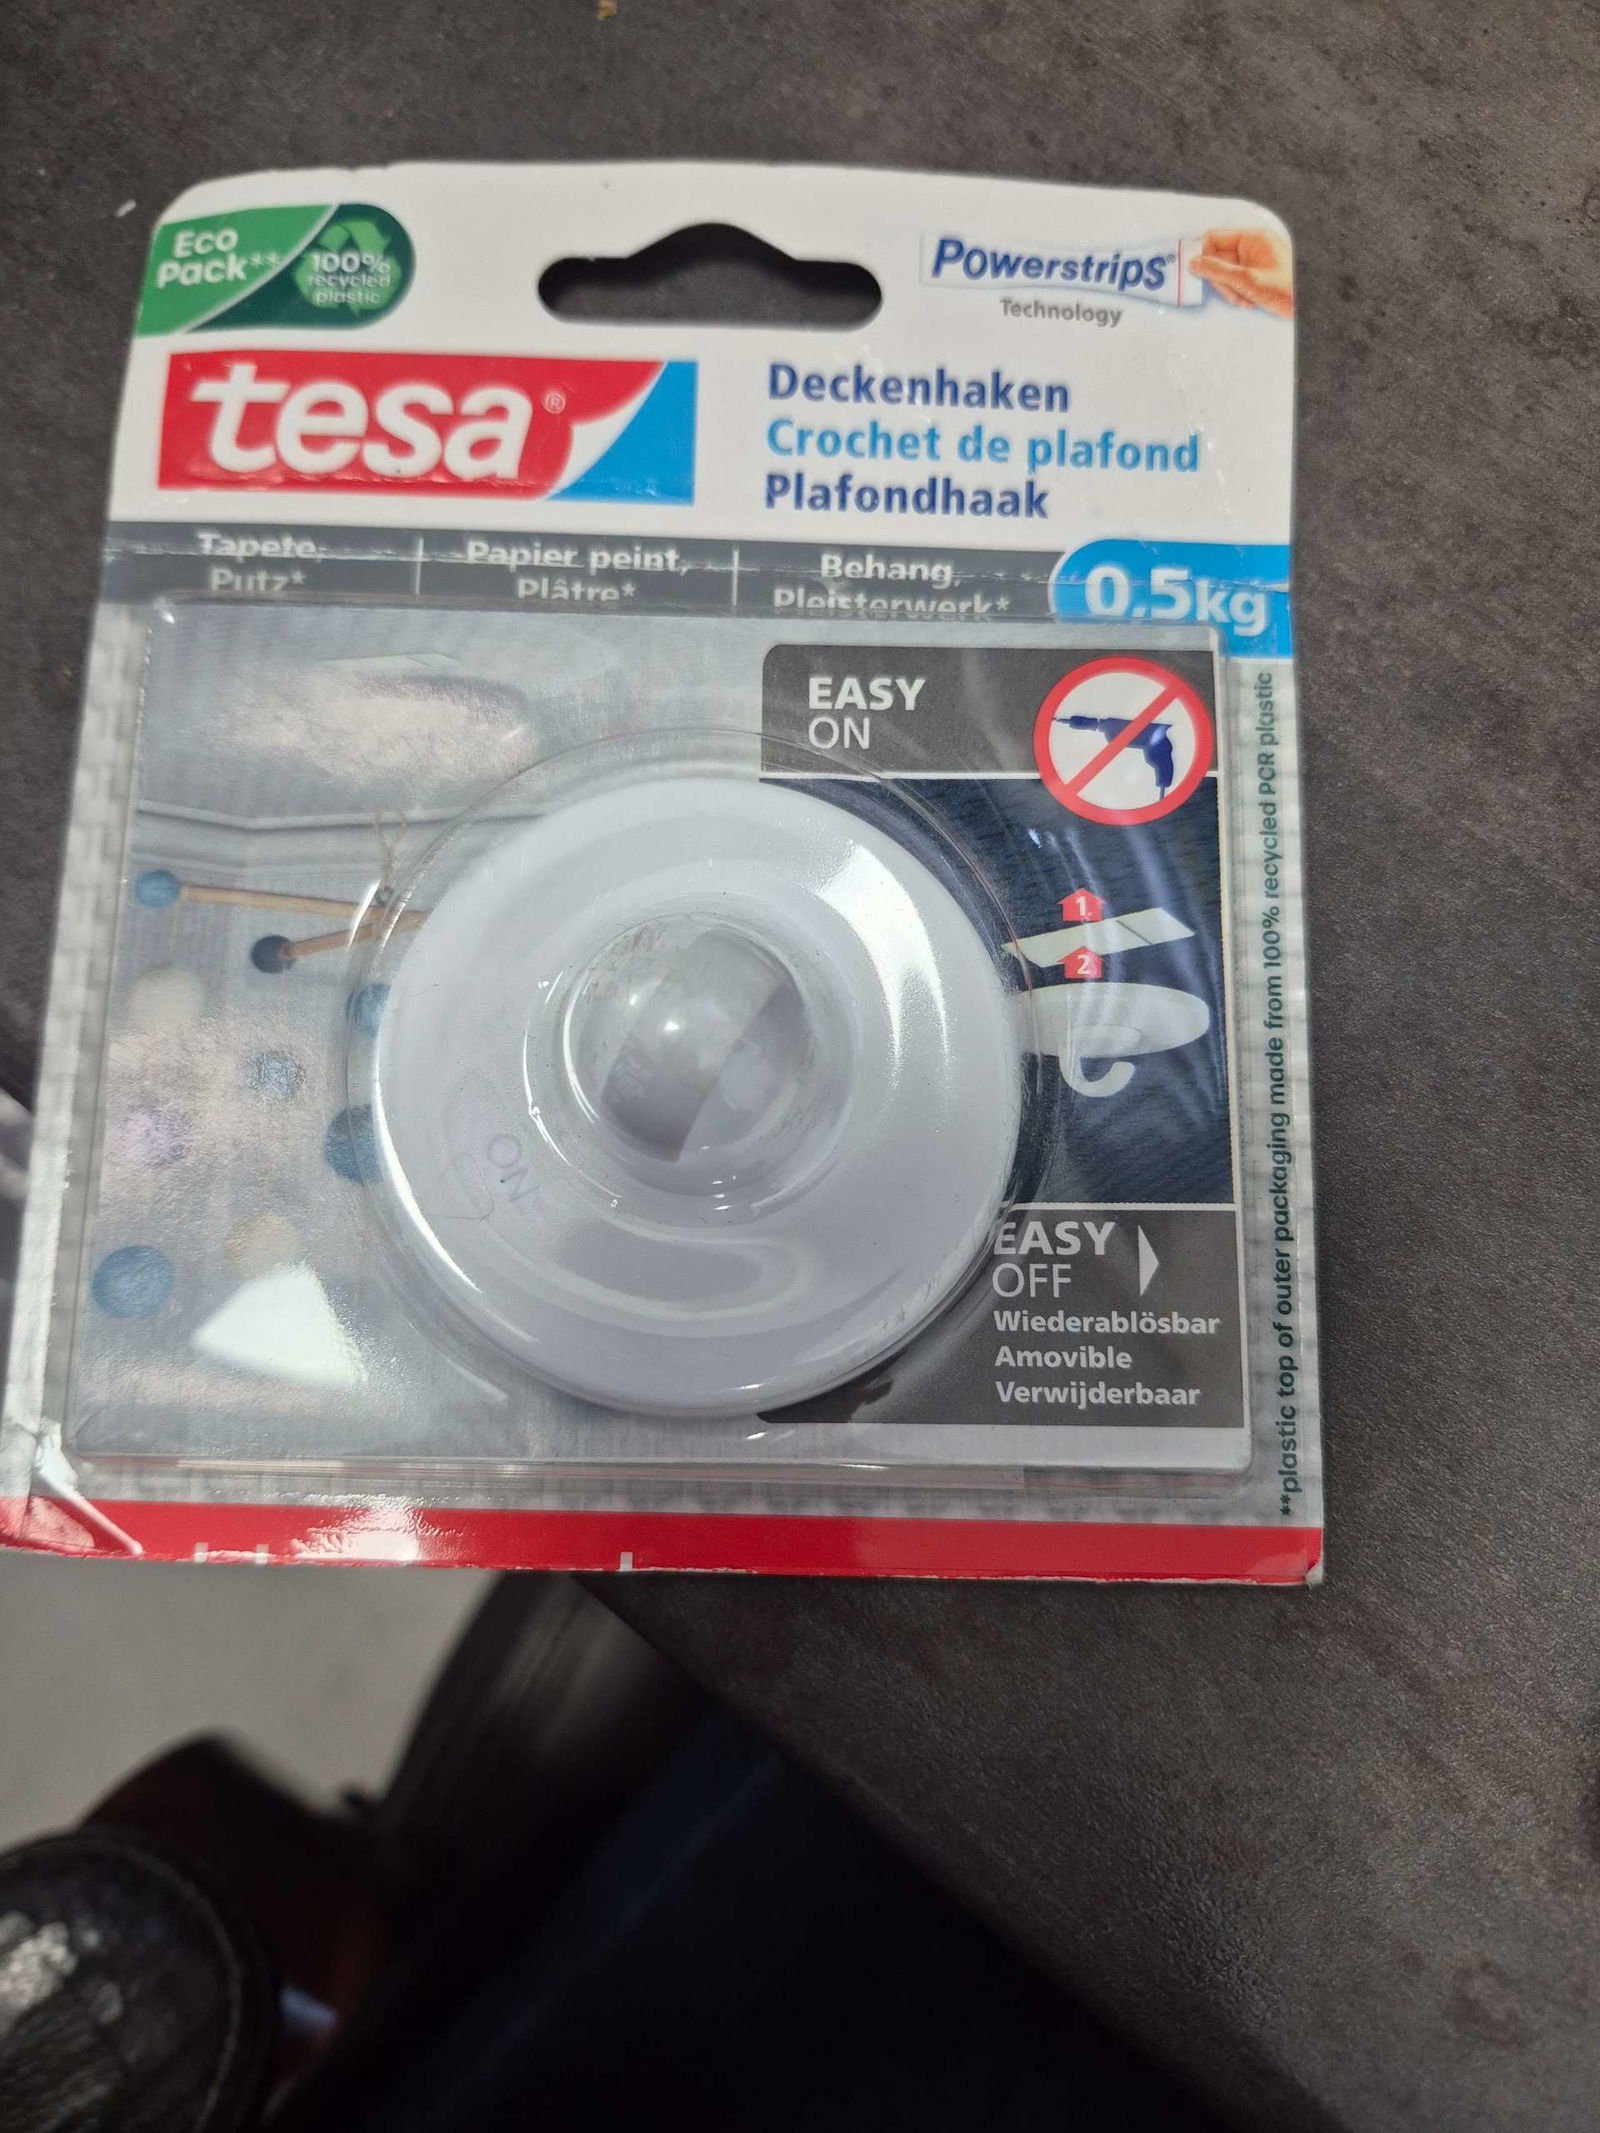 Eco
Pack**
100%
recycled
plastic
Powerstrips®
Technology
tesa®
Deckenhaken
Crochet de plafond
Plafondhaak
Tapete,
Putz*
Papier peint,
Plâtre*
Behang,
Pleisterwerk*
0,5kg
EASY
ON
1.
2.
ON
EASY
OFF
Wiederablösbar
Amovible
Verwijderbaar
**plastic top of outer packaging made from 100% recycled PCR plastic